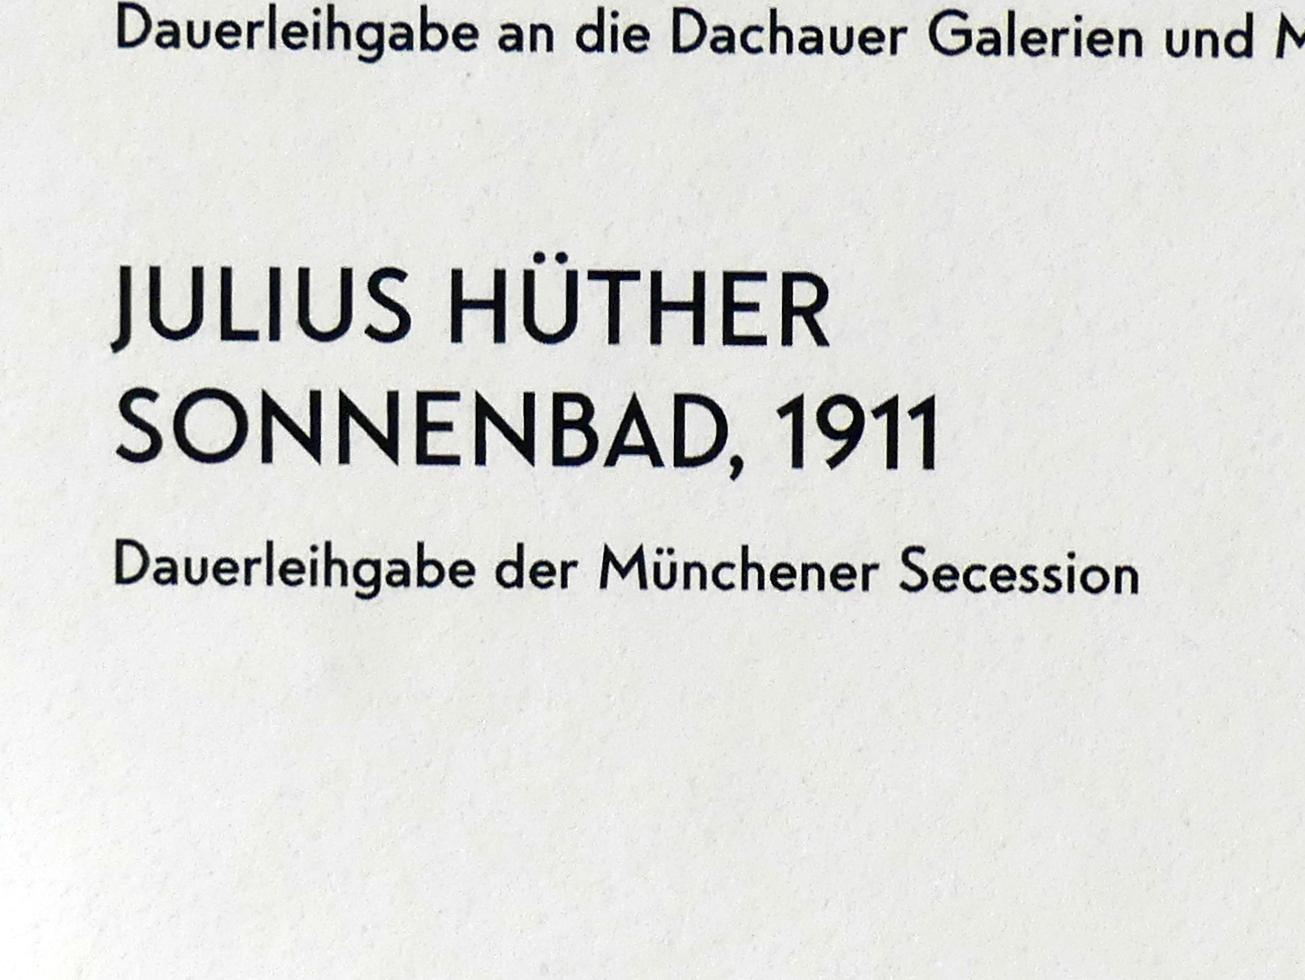 Dauerleihgabe an die Dachauer Galerien und
JULIUS HÜTHER
SONNENBAD, 1911
Dauerleihgabe der Münchener Secession